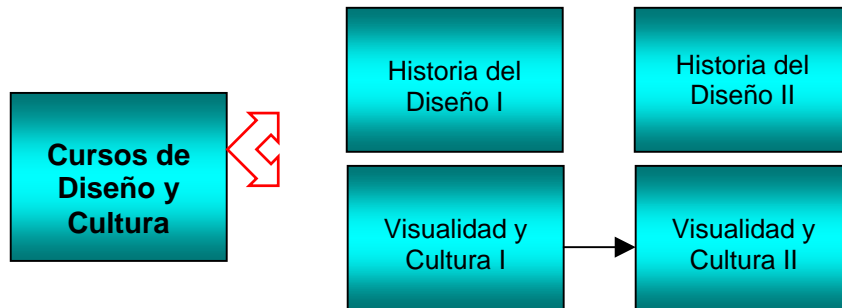 Cursos de
Diseño y
Cultura
Historia del
Diseño I
Historia del
Diseño II
Visualidad y
Cultura I
Visualidad y
Cultura II